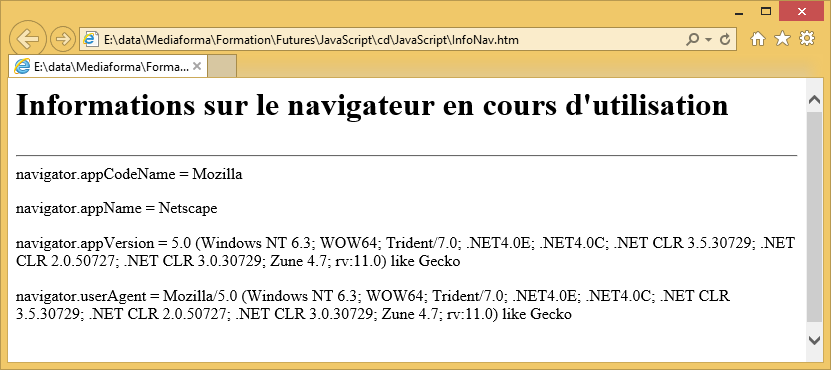 E:\data\Mediaforma\Formation\Futures\JavaScript\cd\JavaScript\InfoNav.htm
E:\data\Mediaforma\Forma...
Informations sur le navigateur en cours d'utilisation
navigator.appCodeName = Mozilla
navigator.appName = Netscape
navigator.appVersion = 5.0 (Windows NT 6.3; WOW64; Trident/7.0; .NET4.0E; .NET4.0C; .NET CLR 3.5.30729; .NET
CLR 2.0.50727; .NET CLR 3.0.30729; Zune 4.7; rv:11.0) like Gecko
navigator.userAgent = Mozilla/5.0 (Windows NT 6.3; WOW64; Trident/7.0; .NET4.0E; .NET4.0C; .NET CLR
3.5.30729; .NET CLR 2.0.50727; .NET CLR 3.0.30729; Zune 4.7; rv:11.0) like Gecko